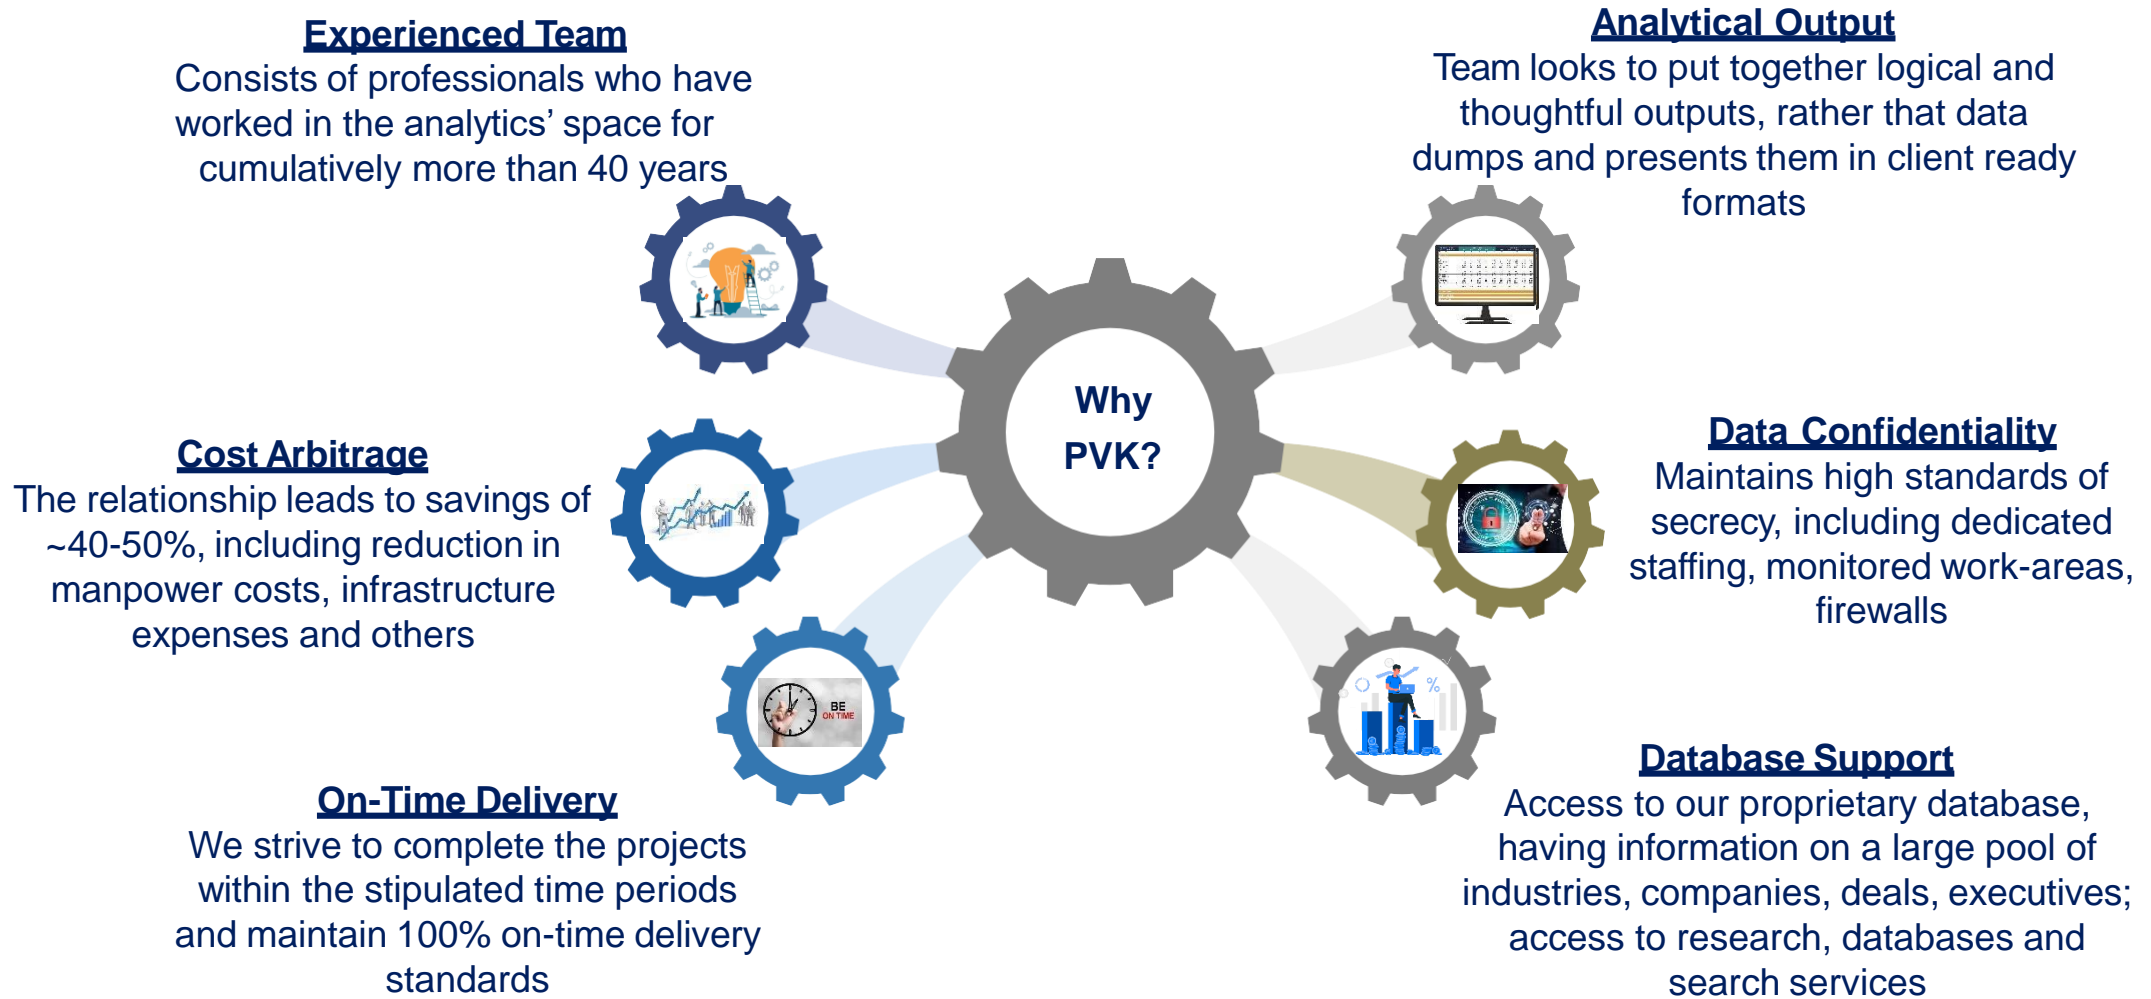 Experienced Team
Consists of professionals who have
worked in the analytics’ space for
cumulatively more than 40 years
Cost Arbitrage
The relationship leads to savings of
~40-50%, including reduction in
manpower costs, infrastructure
expenses and others
On-Time Delivery
We strive to complete the projects
within the stipulated time periods
and maintain 100% on-time delivery
standards
BE
ON TIME
Why
PVK?
Analytical Output
Team looks to put together logical and
thoughtful outputs, rather that data
dumps and presents them in client ready
formats
Data Confidentiality
Maintains high standards of
secrecy, including dedicated
staffing, monitored work-areas,
firewalls
%
Database Support
Access to our proprietary database,
having information on a large pool of
industries, companies, deals, executives;
access to research, databases and
search services